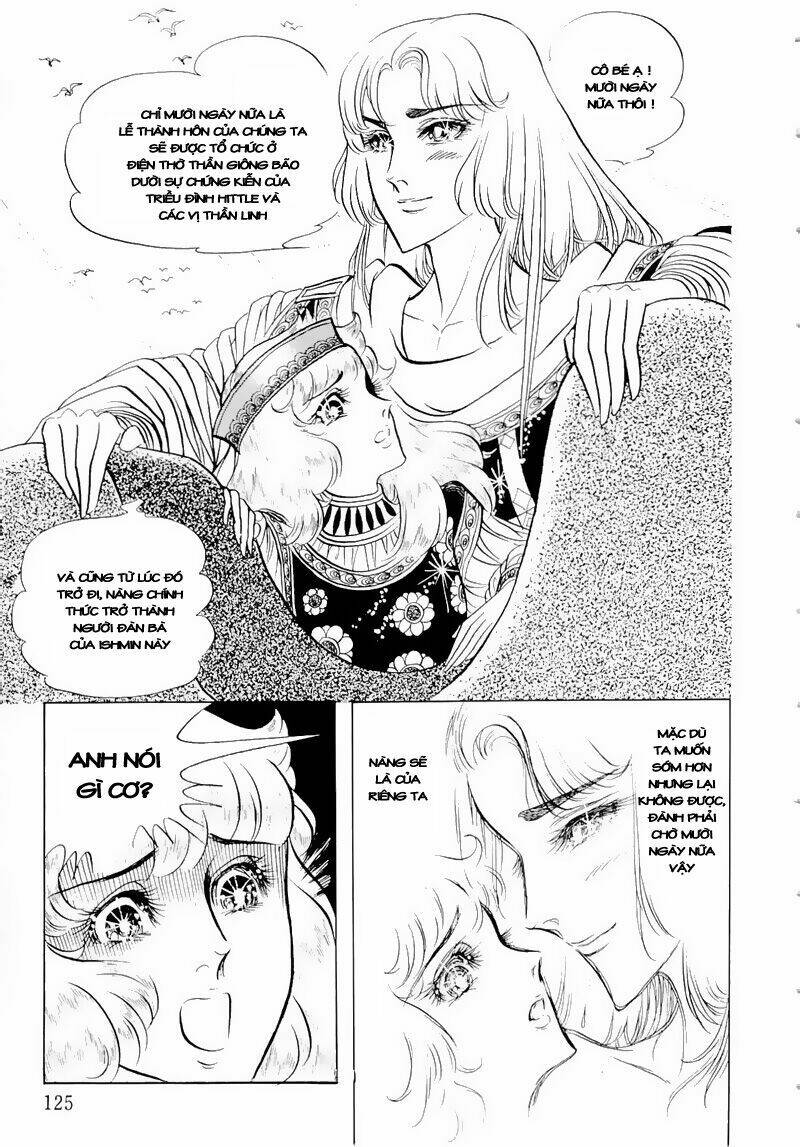 CÔ BÉ Ạ !
MƯỜI NGÀY
NỮA THÔI !
CHỈ MƯỜI NGÀY NỮA LÀ
LỄ THÀNH HÔN CỦA CHÚNG TA
SẼ ĐƯỢC TỔ CHỨC Ở
ĐIỆN THỜ THẦN GIÔNG BÃO
DƯỚI SỰ CHỨNG KIẾN CỦA
TRIỀU ĐÌNH HITTLE VÀ
CÁC VỊ THẦN LINH
VÀ CŨNG TỪ LÚC ĐÓ
TRỞ ĐI, NÀNG CHÍNH
THỨC TRỞ THÀNH
NGƯỜI ĐÀN BÀ
CỦA ISHMIN NÀY
MẶC DÙ
TA MUỐN
SỚM HƠN
NHƯNG LẠI
KHÔNG ĐƯỢC,
ĐÀNH PHẢI
CHỜ MƯỜI
NGÀY NỮA
VẬY
NÀNG SẼ
LÀ CỦA
RIÊNG TA
ANH NÓI
GÌ CƠ?
125